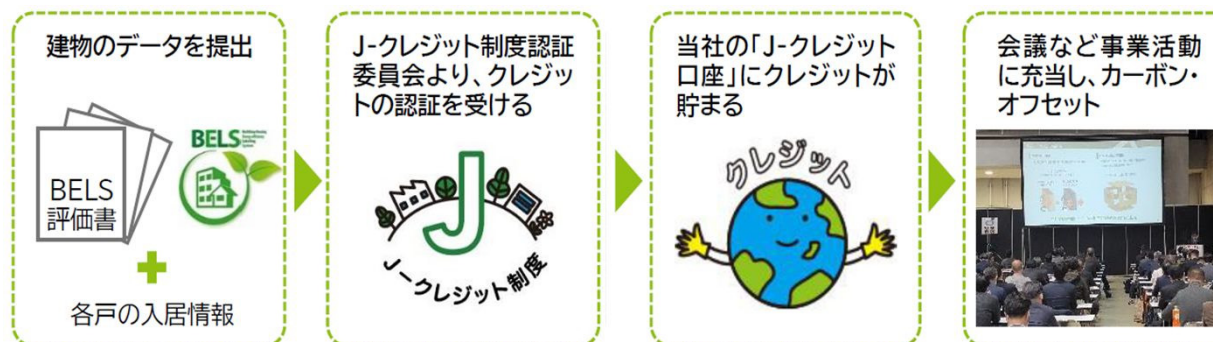 建物のデータを提出
BELS
BELS
評価書
各戸の入居情報
J-クレジット制度認証
委員会より、クレジッ
トの認証を受ける
J
Jークレジット制度
当社の「J-クレジット
口座」にクレジットが
貯まる
クレジット
会議など事業活動
に充当し、カーボン・
オフセット